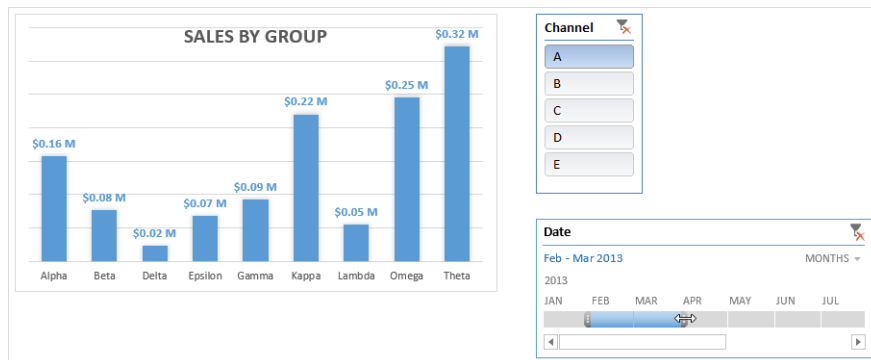 SALES BY GROUP
$0.16 M
$0.08 M
$0.02 M
$0.07 M
$0.09 M
$0.22 M
$0.05 M
$0.25 M
$0.32 M
Alpha Beta Delta Epsilon Gamma Kappa Lambda Omega Theta
Channel
A
B
C
D
E
Date
Feb - Mar 2013 MONTHS
2013
JAN FEB MAR APR MAY JUN JUL